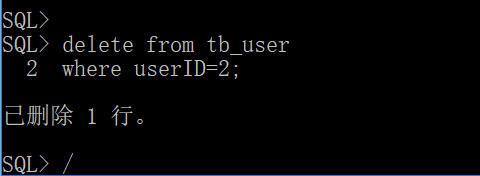 SQL>
SQL> delete from tb_user
  2  where userID=2;
已删除 1 行。
SQL> /